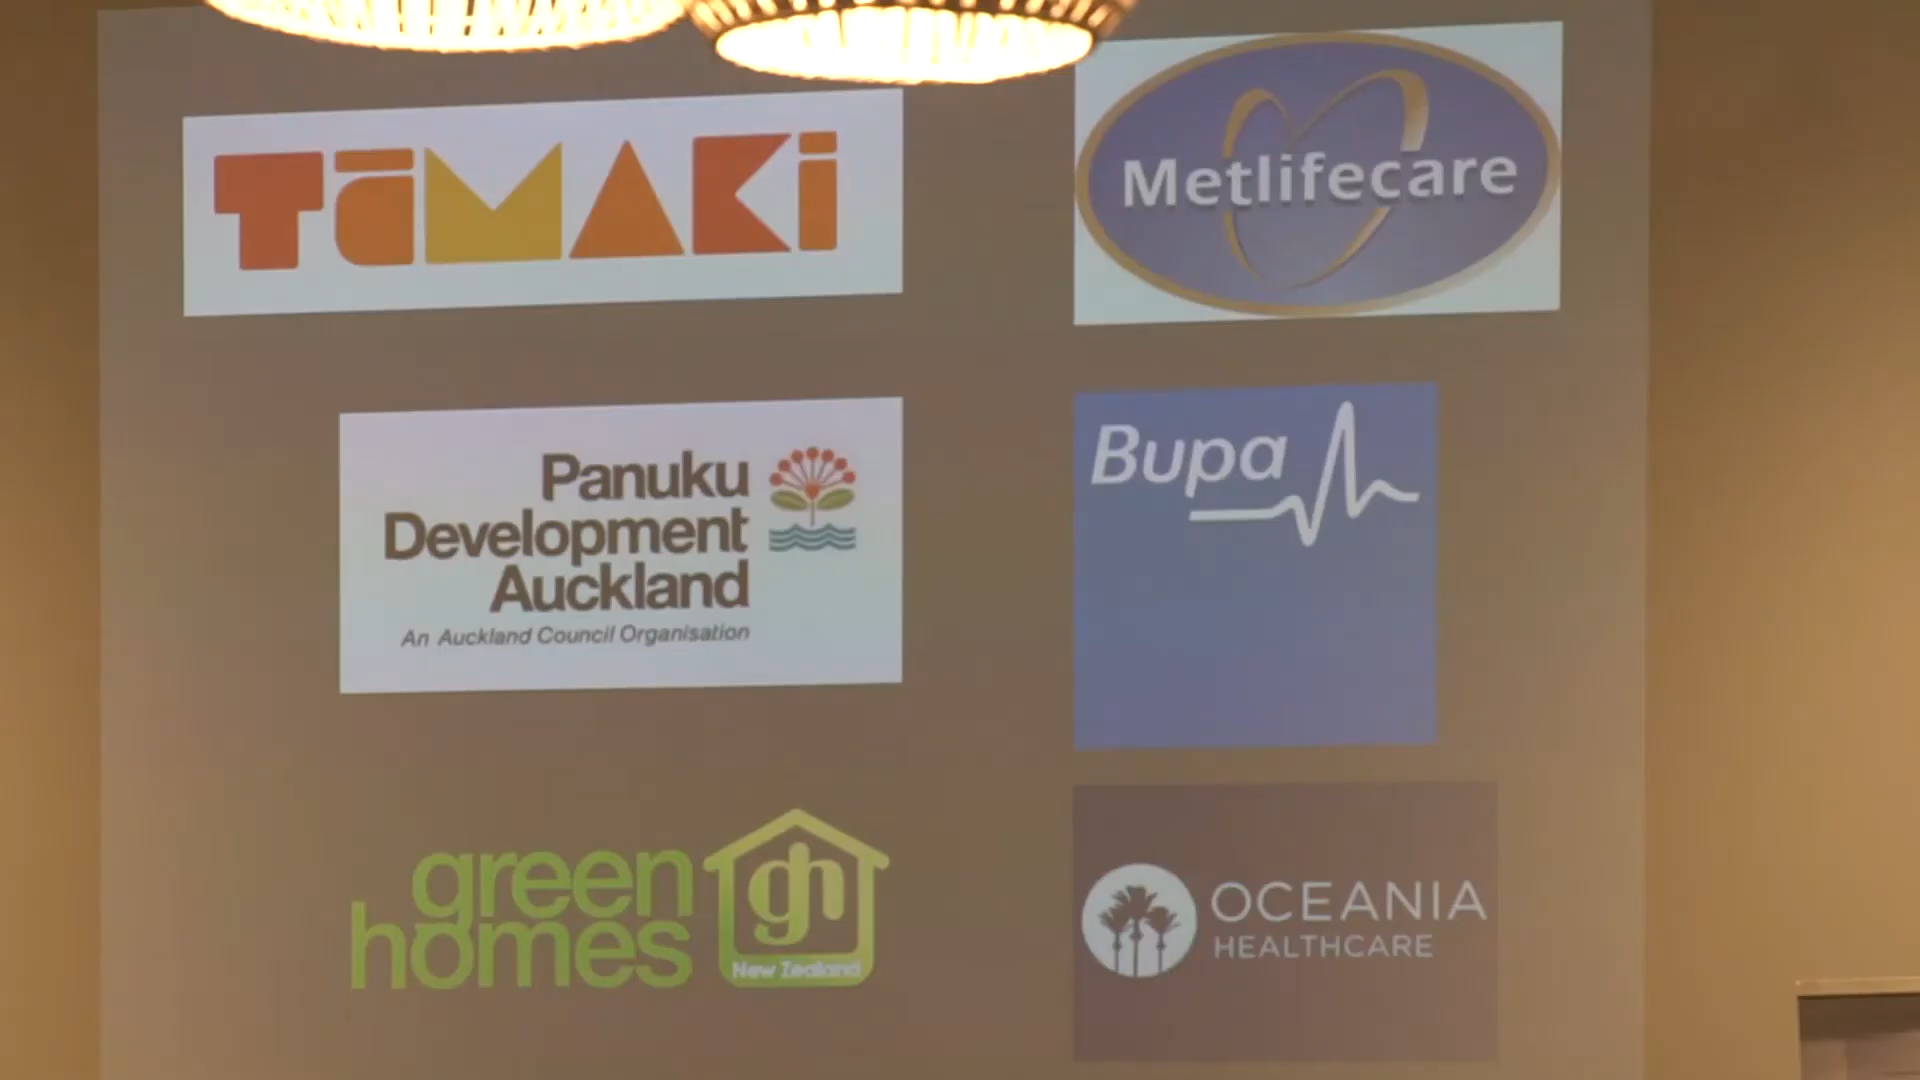 TāMAKi
Metlifecare
Panuku
Development
Auckland
An Auckland Council Organisation
Bupa
green
homes
gh
New Zealand
OCEANIA
HEALTHCARE